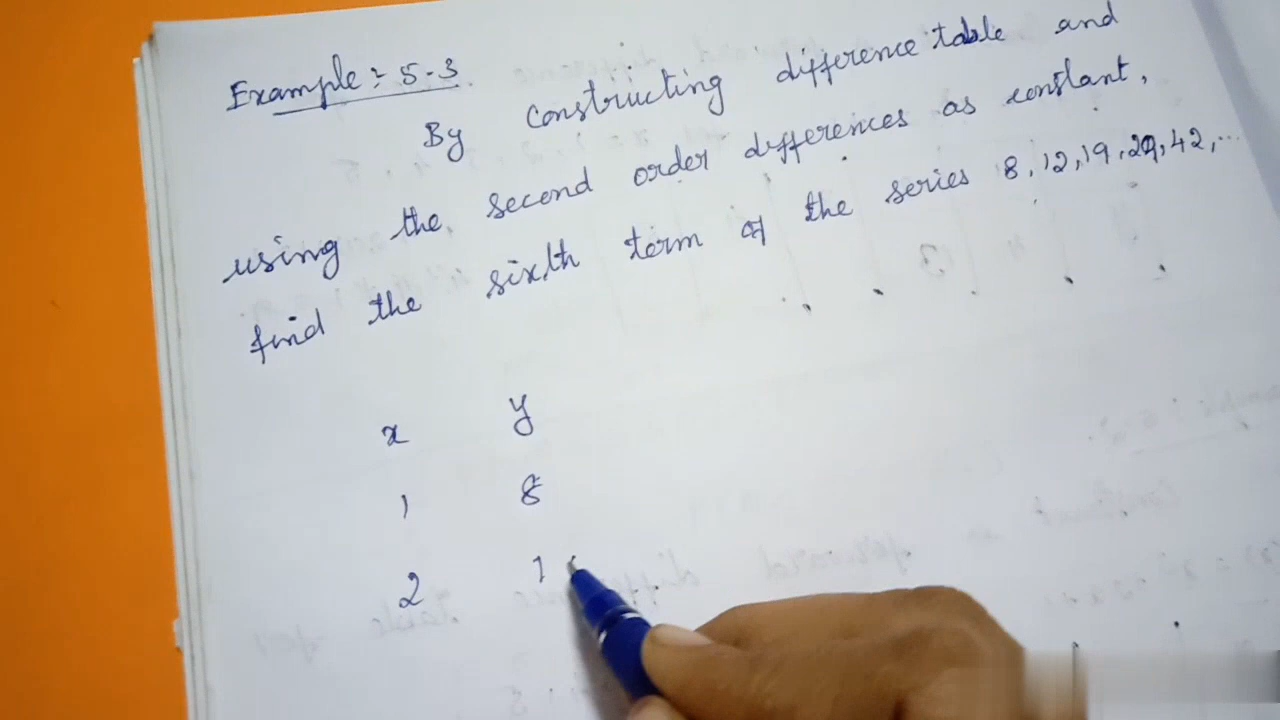 Example :- 5.3
By constructing difference table and
using the second order differences as constant,
find the sixth term of the series 8, 12, 19, 29, 42, ...
x y
1 8
2 1